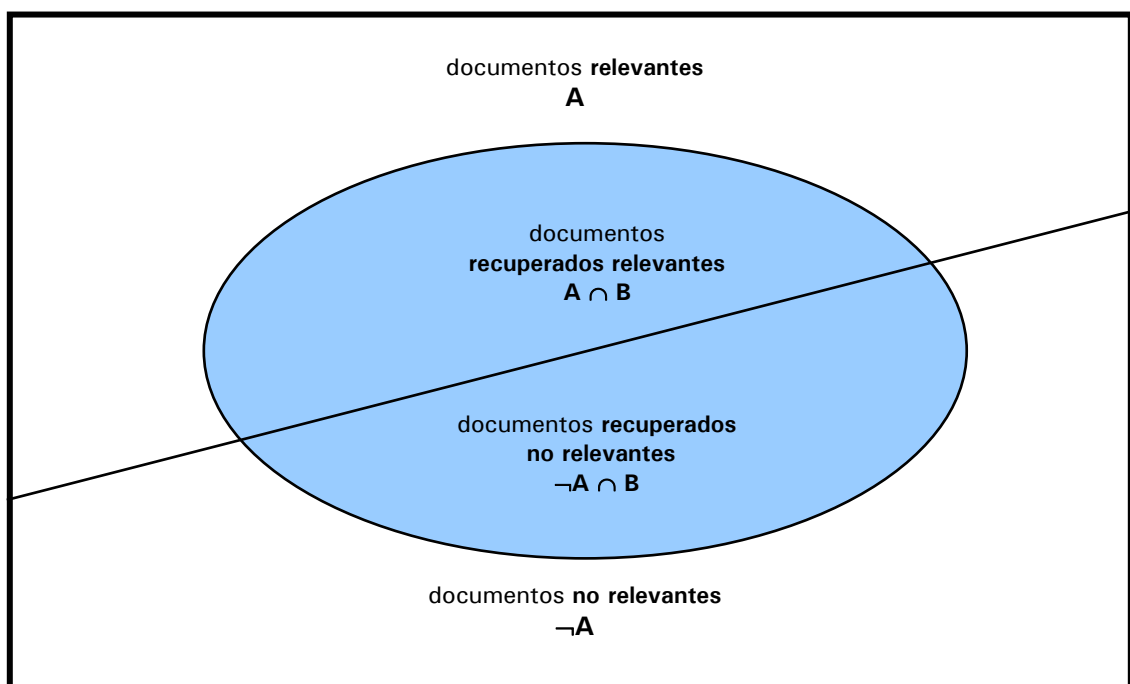 documentos relevantes
A
documentos
recuperados relevantes
A ∩ B
documentos recuperados
no relevantes
¬A ∩ B
documentos no relevantes
¬A